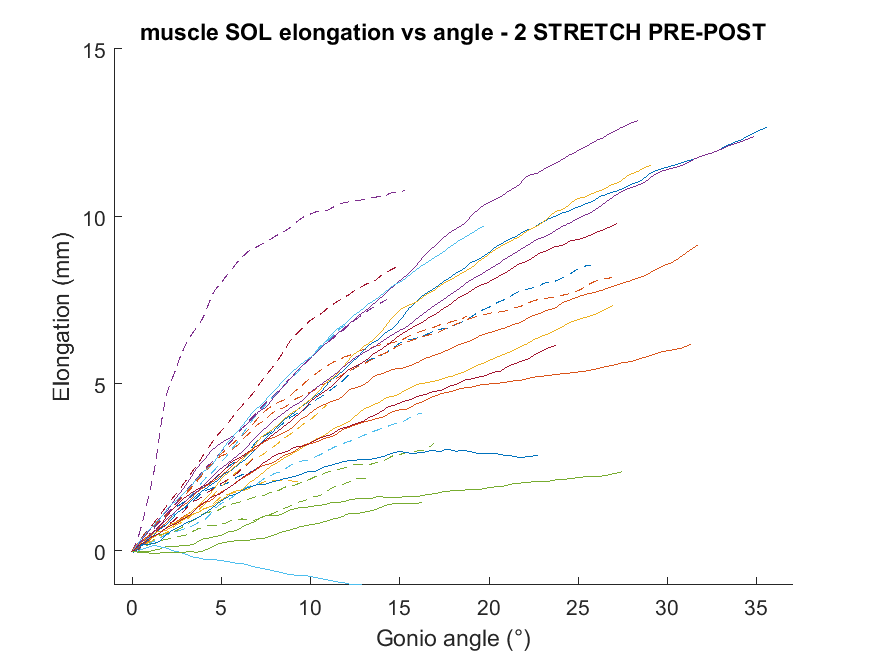 muscle SOL elongation vs angle - 2 STRETCH PRE-POST
15
10
5
0
Elongation (mm)
0 5 10 15 20 25 30 35
Gonio angle (°)